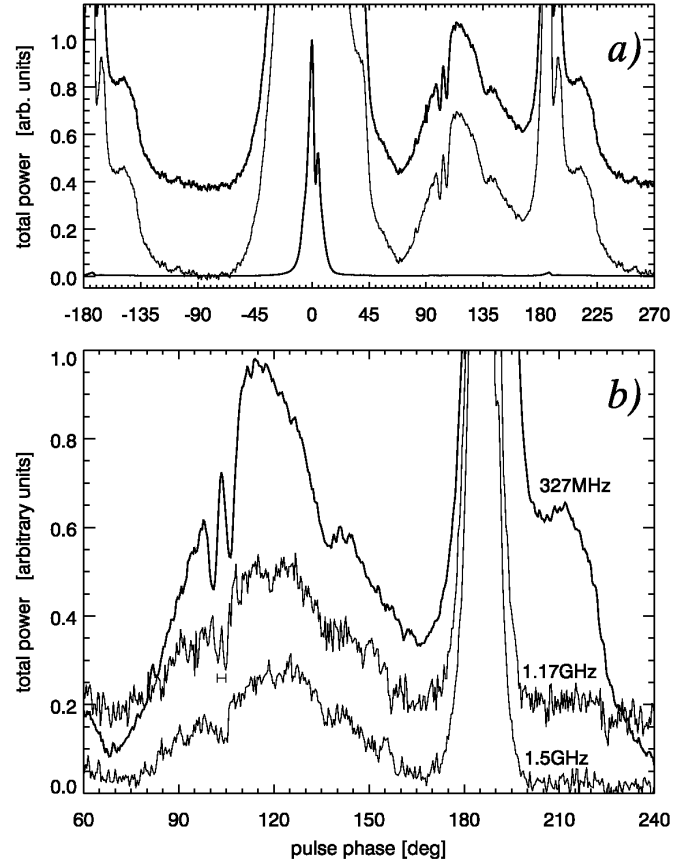 a)
total power [arb. units]
1.0
0.8
0.6
0.4
0.2
0.0
-180 -135 -90 -45 0 45 90 135 180 225 270
b)
total power [arbitrary units]
1.0
0.8
0.6
0.4
0.2
0.0
327MHz
1.17GHz
1.5GHz
60 90 120 150 180 210 240
pulse phase [deg]